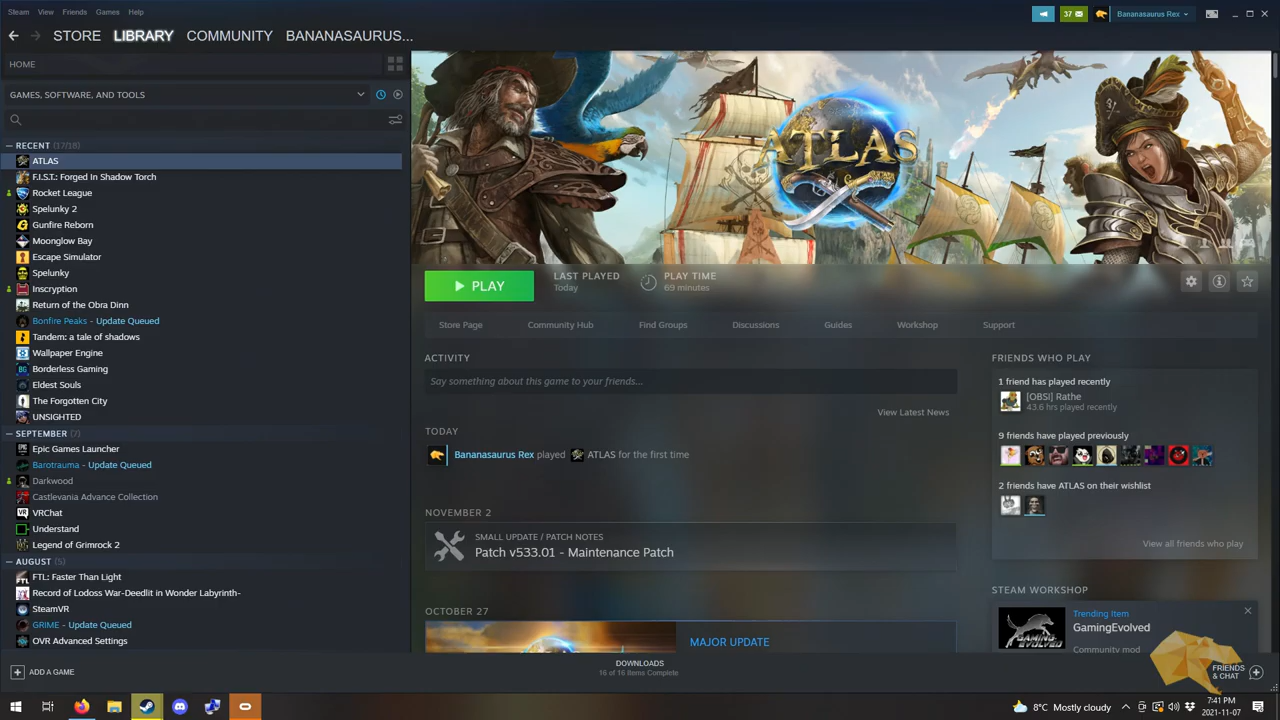 Steam View Friends Games Help
37 Bananasaurus Rex
STORE LIBRARY COMMUNITY BANANASAURUS...
HOME
GAMES, SOFTWARE, AND TOOLS
— RECENT (17/18)
ATLAS
F.I.S.T.: Forged In Shadow Torch
Rocket League
Spelunky 2
Gunfire Reborn
Moonglow Bay
Escape Simulator
Spelunky
Inscryption
Return of the Obra Dinn
Bonfire Peaks - Update Queued
Tandem: a tale of shadows
Wallpaper Engine
Borderless Gaming
Eldest Souls
The Forgotten City
UNSIGHTED
— SEPTEMBER (7)
Epic Games Launcher
Barotrauma - Update Queued
Darkwood
Castlevania Advance Collection
VRChat
Understand
Legend of Grimrock 2
— AUGUST (5)
FTL: Faster Than Light
Record of Lodoss War-Deedlit in Wonder Labyrinth-
SteamVR
GRIME - Update Queued
OVR Advanced Settings
ADD A GAME
ATLAS
PLAY
LAST PLAYED
Today
PLAY TIME
69 minutes
Store Page Community Hub Find Groups Discussions Guides Workshop Support
ACTIVITY
Say something about this game to your friends...
View Latest News
TODAY
Bananasaurus Rex played ATLAS for the first time
NOVEMBER 2
SMALL UPDATE / PATCH NOTES
Patch v533.01 - Maintenance Patch
OCTOBER 27
MAJOR UPDATE
FRIENDS WHO PLAY
1 friend has played recently
[OBSI] Rathe
43.6 hrs played recently
9 friends have played previously
2 friends have ATLAS on their wishlist
View all friends who play
STEAM WORKSHOP
Trending Item
GamingEvolved
Community mod
GAMING
EVOLVED
DOWNLOADS
16 of 16 Items Complete
FRIENDS
& CHAT
8°C Mostly cloudy
7:41 PM
2021-11-07